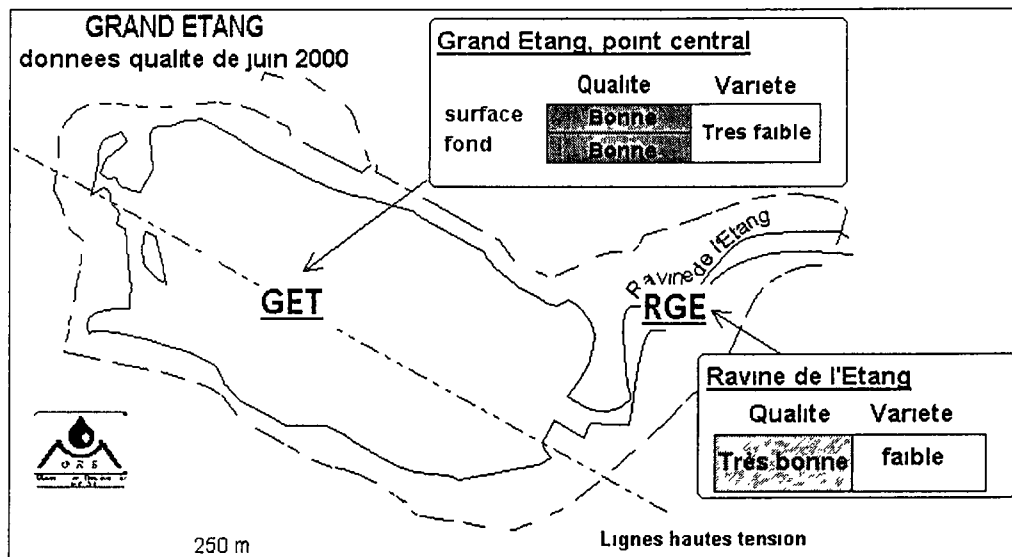 GRAND ETANG
donnees qualite de juin 2000
Grand Etang, point central
Qualite Variete
surface Bonne Tres faible
fond Bonne
Ravine de l'Etang
GET
RGE
Ravine de l'Etang
Qualite Variete
Très bonne faible
O R E
250 m
Lignes hautes tension